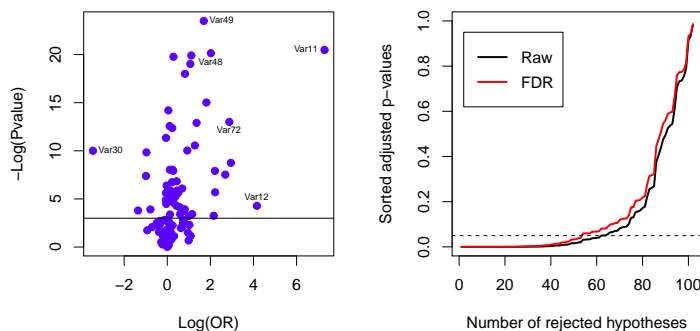 Var49
Var11
Var48
Var72
Var30
Var12
−Log(Pvalue)
0
5
10
15
20
−2
0
2
4
6
Log(OR)
Raw
FDR
Sorted adjusted p−values
0.0
0.2
0.4
0.6
0.8
1.0
0
20
40
60
80
100
Number of rejected hypotheses